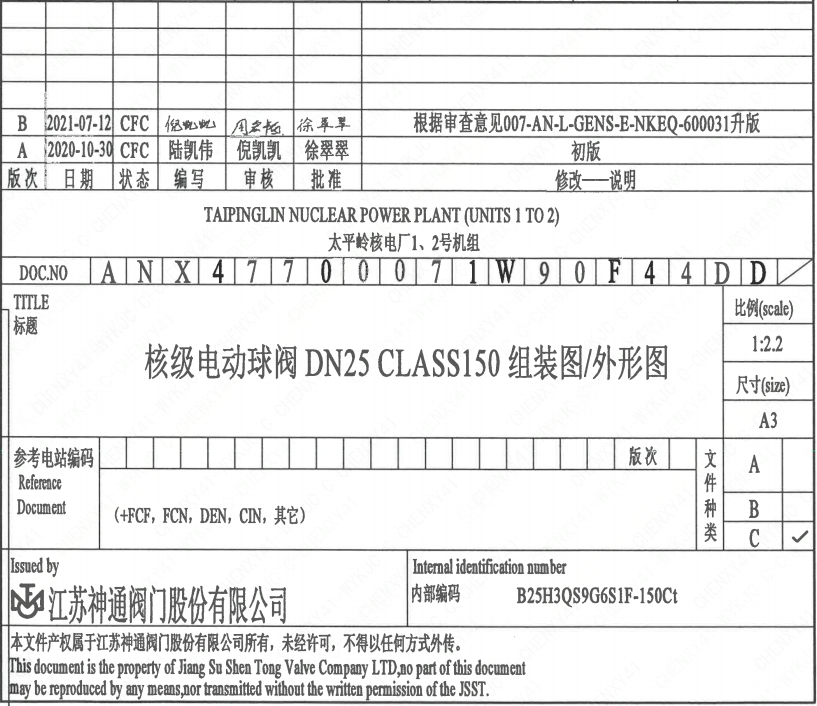 B 2021-07-12 CFC 倪凯凯 徐翠翠 根据审查意见007-AN-L-GENS-E-NKEQ-600031升版
A 2020-10-30 CFC 陆凯伟 倪凯凯 徐翠翠 初版
版次 日期 状态 编写 审核 批准 修改——说明
TAIPINGLIN NUCLEAR POWER PLANT (UNITS 1 TO 2)
太平岭核电厂1、2号机组
DOC.NO A N X 4 7 7 0 0 0 7 1 W 9 0 F 4 4 D D
TITLE
标题
核级电动球阀 DN25 CLASS150 组装图/外形图
比例(scale)
1:2.2
尺寸(size)
A3
参考电站编码
Reference
Document
版次
(+FCF, FCN, DEN, CIN, 其它)
文件种类
A
B
C ✓
Issued by
江苏神通阀门股份有限公司
Internal identification number
内部编码 B25H3QS9G6S1F-150Ct
本文件产权属于江苏神通阀门股份有限公司所有，未经许可，不得以任何方式外传。
This document is the property of Jiang Su Shen Tong Valve Company LTD,no part of this document
may be reproduced by any means,nor transmitted without the written permission of the JSST.